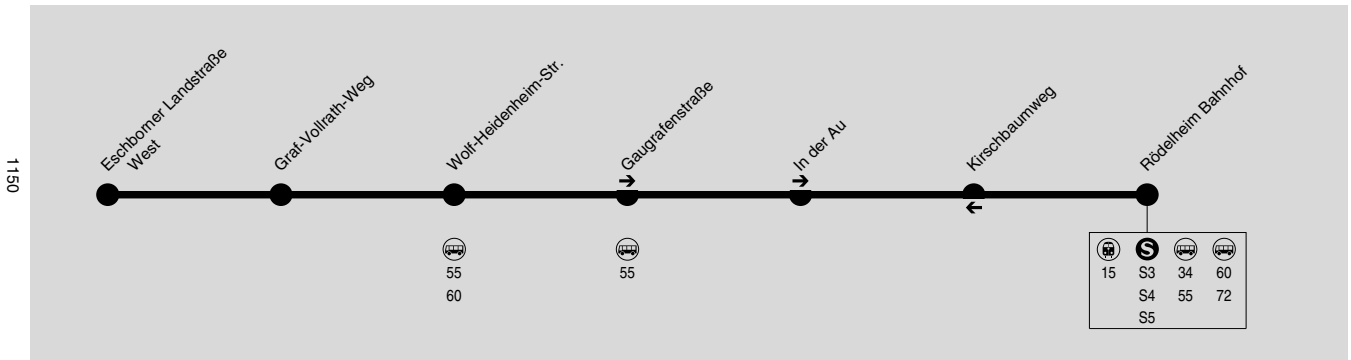 Eschborner Landstraße
West
Graf-Vollrath-Weg
Wolf-Heidenheim-Str.
Gaugrafenstraße
In der Au
Kirschbaumweg
Rödelheim Bahnhof
1150
55
60
55
S
15 S3 34 60
S4 55 72
S5